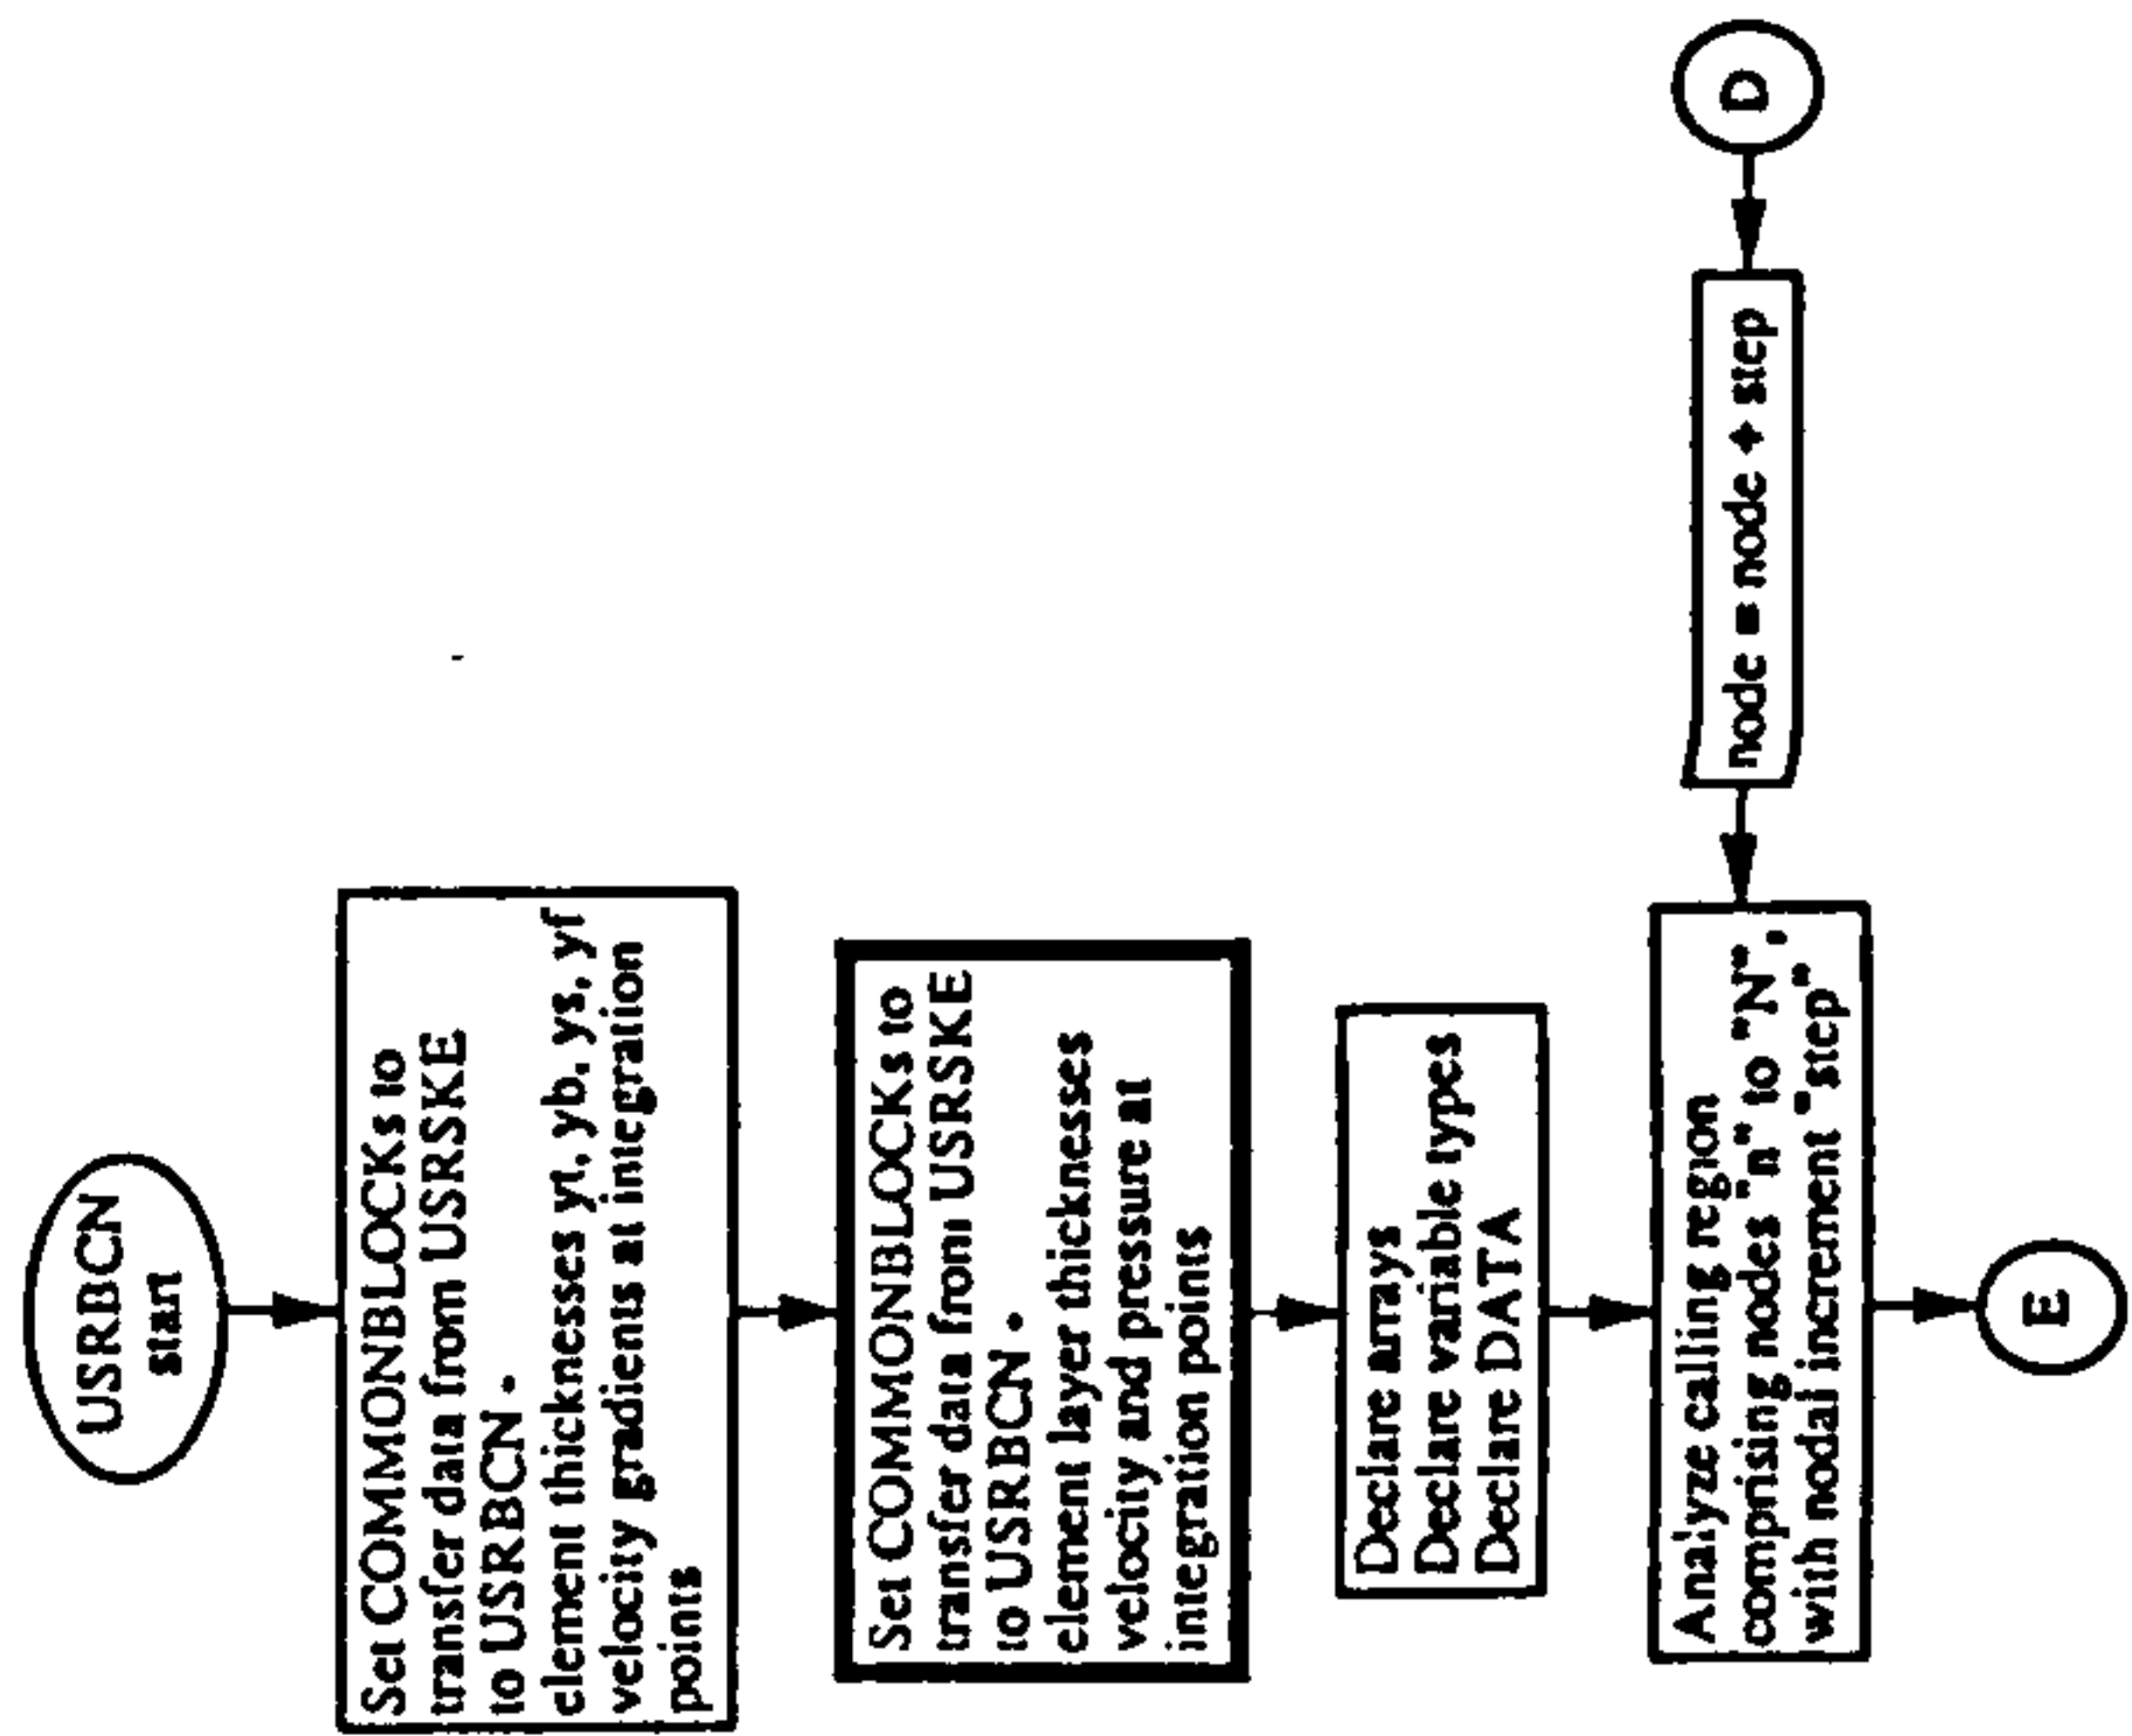 USRBCN
start
Set COMMONBLOCKs to
transfer data from USRSKE
to USRBCN .
element thicknesses yt, yb, ys, yf
velocity gradients at integration
points
Set COMMONBLOCKs to
transfer data from USRSKE
to USRBCN .
element layer thicknesses
velocity and pressure at
integration points
Declare arrays
Declare variable types
Declare DATA
Analyze calling region
comprising nodes "n" to "N",
with nodal increment "step"
E
node = node + step
D